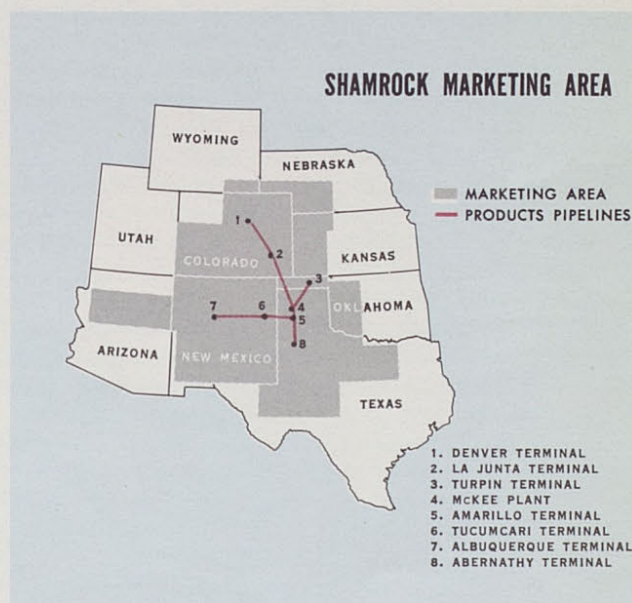 SHAMROCK MARKETING AREA
WYOMING
NEBRASKA
MARKETING AREA
PRODUCTS PIPELINES
UTAH
COLORADO
KANSAS
1
2
3
4
5
6
7
8
OKLAHOMA
ARIZONA
NEW MEXICO
TEXAS
1. DENVER TERMINAL
2. LA JUNTA TERMINAL
3. TURPIN TERMINAL
4. McKEE PLANT
5. AMARILLO TERMINAL
6. TUCUMCARI TERMINAL
7. ALBUQUERQUE TERMINAL
8. ABERNATHY TERMINAL